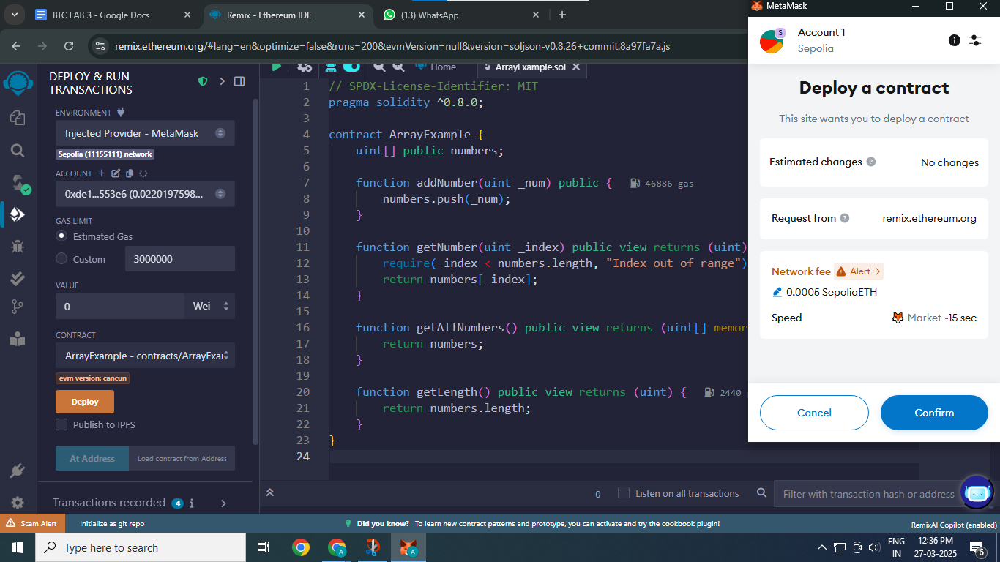 BTC LAB 3 - Google Docs
Remix - Ethereum IDE
(13) WhatsApp
remix.ethereum.org/#lang=en&optimize=false&runs=200&evmVersion=null&version=soljson-v0.8.26+commit.8a97fa7a.js
DEPLOY & RUN
TRANSACTIONS
ENVIRONMENT
Injected Provider - MetaMask
Sepolia (11155111) network
ACCOUNT
0xde1...553e6 (0.0220197598...
GAS LIMIT
Estimated Gas
Custom
3000000
VALUE
0
Wei
CONTRACT
ArrayExample - contracts/ArrayExar
evm version: cancun
Deploy
Publish to IPFS
At Address
Load contract from Address
Transactions recorded 4 i
Home
ArrayExample.sol
1 // SPDX-License-Identifier: MIT
2 pragma solidity ^0.8.0;
3
4 contract ArrayExample {
5 uint[] public numbers;
6
7 function addNumber(uint _num) public { 46886 gas
8 numbers.push(_num);
9 }
10
11 function getNumber(uint _index) public view returns (uint)
12 require(_index < numbers.length, "Index out of range")
13 return numbers[_index];
14 }
15
16 function getAllNumbers() public view returns (uint[] memor
17 return numbers;
18 }
19
20 function getLength() public view returns (uint) { 2440
21 return numbers.length;
22 }
23 }
24
0
Listen on all transactions
Filter with transaction hash or address
MetaMask
S
Account 1
Sepolia
Deploy a contract
This site wants you to deploy a contract
Estimated changes ?
No changes
Request from ?
remix.ethereum.org
Network fee
Alert
0.0005 SepoliaETH
Speed
Market ~15 sec
Cancel
Confirm
Scam Alert
Initialize as git repo
Did you know? To learn new contract patterns and prototype, you can activate and try the cookbook plugin!
RemixAI Copilot (enabled)
Type here to search
A
A
ENG
IN
12:36 PM
27-03-2025
6